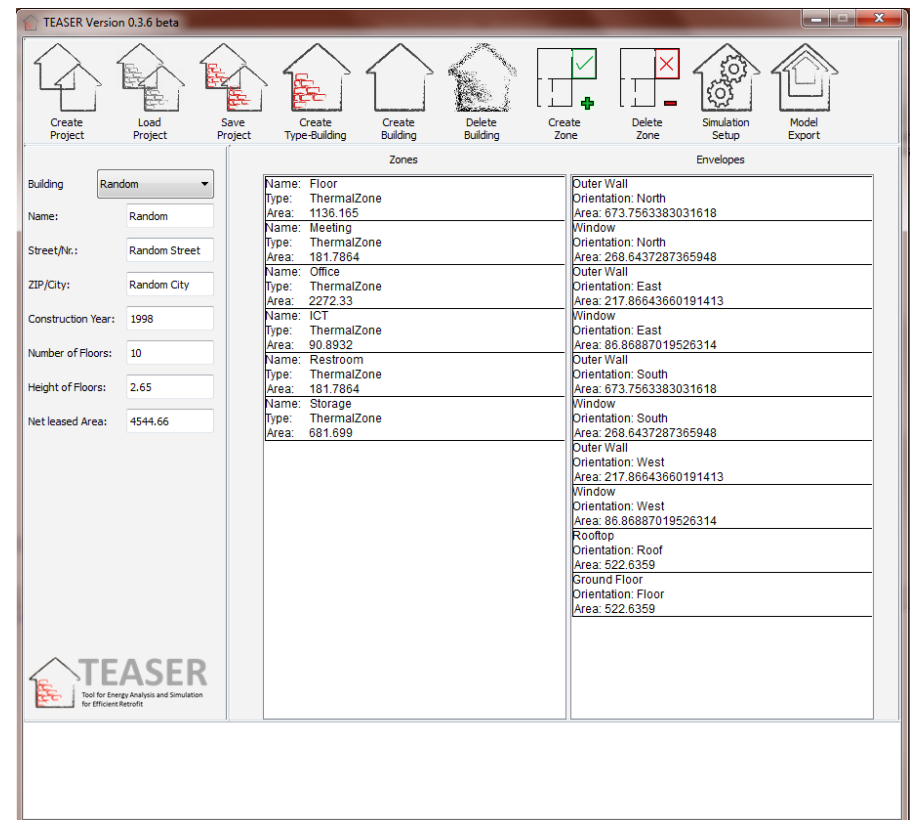 TEASER Version 0.3.6 beta
Create Project
Load Project
Save Project
Create Type-Building
Create Building
Delete Building
Create Zone
Delete Zone
Simulation Setup
Model Export
Building Random
Name: Random
Street/Nr.: Random Street
ZIP/City: Random City
Construction Year: 1998
Number of Floors: 10
Height of Floors: 2.65
Net leased Area: 4544.66
Zones
Name: Floor
Type: ThermalZone
Area: 1136.165
Name: Meeting
Type: ThermalZone
Area: 181.7864
Name: Office
Type: ThermalZone
Area: 2272.33
Name: ICT
Type: ThermalZone
Area: 90.8932
Name: Restroom
Type: ThermalZone
Area: 181.7864
Name: Storage
Type: ThermalZone
Area: 681.699
Envelopes
Outer Wall
Orientation: North
Area: 673.7563383031618
Window
Orientation: North
Area: 268.6437287365948
Outer Wall
Orientation: East
Area: 217.86643660191413
Window
Orientation: East
Area: 86.86887019526314
Outer Wall
Orientation: South
Area: 673.7563383031618
Window
Orientation: South
Area: 268.6437287365948
Outer Wall
Orientation: West
Area: 217.86643660191413
Window
Orientation: West
Area: 86.86887019526314
Rooftop
Orientation: Roof
Area: 522.6359
Ground Floor
Orientation: Floor
Area: 522.6359
TEASER
Tool for Energy Analysis and Simulation
for Efficient Retrofit